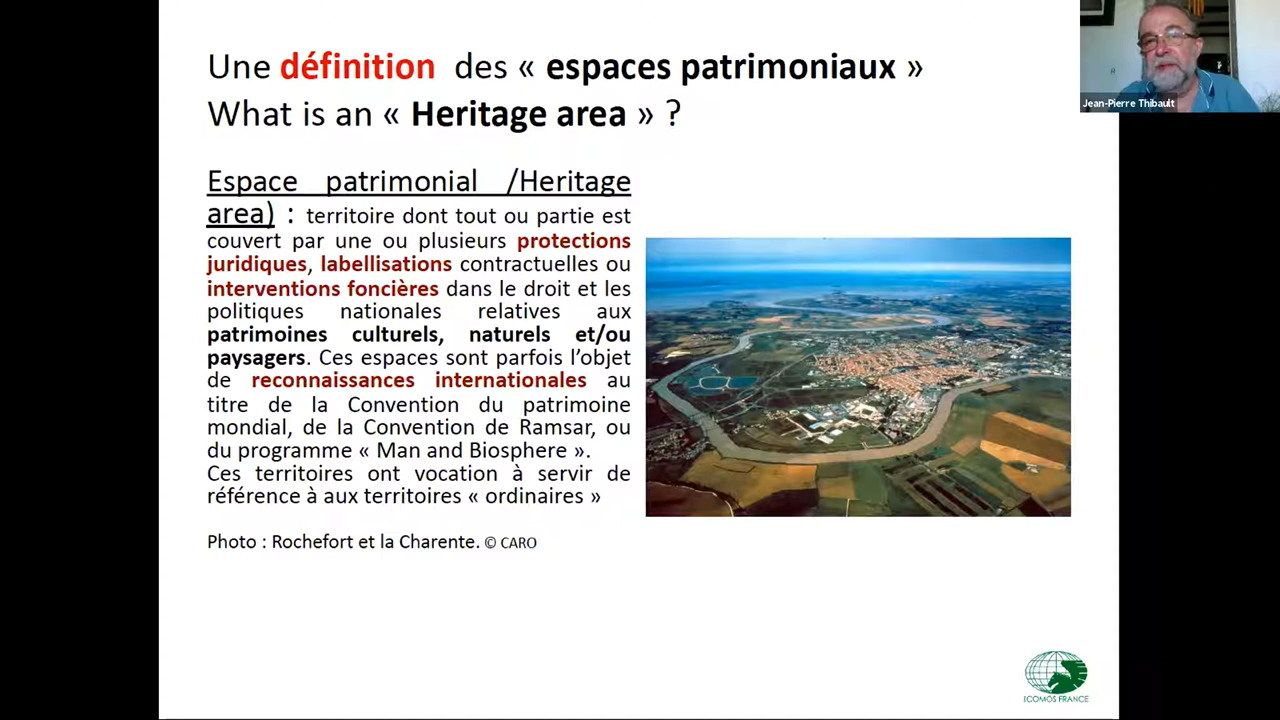 Une définition des « espaces patrimoniaux »
What is an « Heritage area » ?
Espace patrimonial /Heritage
area) : territoire dont tout ou partie est
couvert par une ou plusieurs protections
juridiques, labellisations contractuelles ou
interventions foncières dans le droit et les
politiques nationales relatives aux
patrimoines culturels, naturels et/ou
paysagers. Ces espaces sont parfois l’objet
de reconnaissances internationales au
titre de la Convention du patrimoine
mondial, de la Convention de Ramsar, ou
du programme « Man and Biosphere ».
Ces territoires ont vocation à servir de
référence à aux territoires « ordinaires »
Photo : Rochefort et la Charente. © CARO
Jean-Pierre Thibault
ICOMOS FRANCE